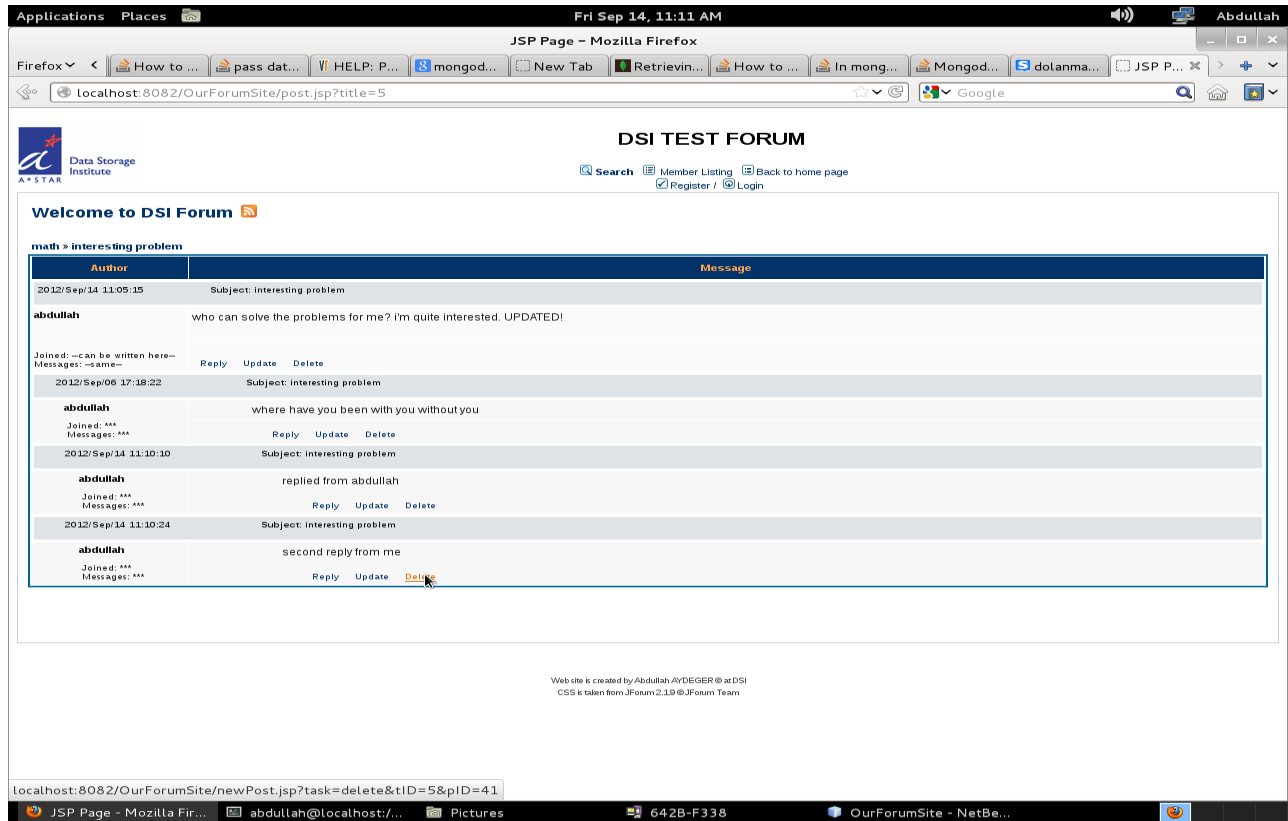 Applications Places Fri Sep 14, 11:11 AM Abdullah
JSP Page – Mozilla Firefox
Firefox How to ... pass dat... HELP: P... mongod... New Tab Retrievin... How to ... In mong... Mongod... dolanma... JSP P...
localhost:8082/OurForumSite/post.jsp?title=5 Google
Data Storage
Institute
A★STAR
DSI TEST FORUM
Search Member Listing Back to home page
Register / Login
Welcome to DSI Forum
math » interesting problem
Author Message
2012/Sep/14 11:05:15 Subject: interesting problem
abdullah who can solve the problems for me? i'm quite interested. UPDATED!
Joined: —can be written here—
Messages: —same—
Reply Update Delete
2012/Sep/06 17:18:22 Subject: interesting problem
abdullah where have you been with you without you
Joined: ***
Messages: ***
Reply Update Delete
2012/Sep/14 11:10:10 Subject: interesting problem
abdullah replied from abdullah
Joined: ***
Messages: ***
Reply Update Delete
2012/Sep/14 11:10:24 Subject: interesting problem
abdullah second reply from me
Joined: ***
Messages: ***
Reply Update Delete
Web site is created by Abdullah AYDEGER © at DSI
CSS is taken from JForum 2.1.9 © JForum Team
localhost:8082/OurForumSite/newPost.jsp?task=delete&tID=5&pID=41
JSP Page - Mozilla Fir... abdullah@localhost:/... Pictures 642B-F338 OurForumSite - NetBe...